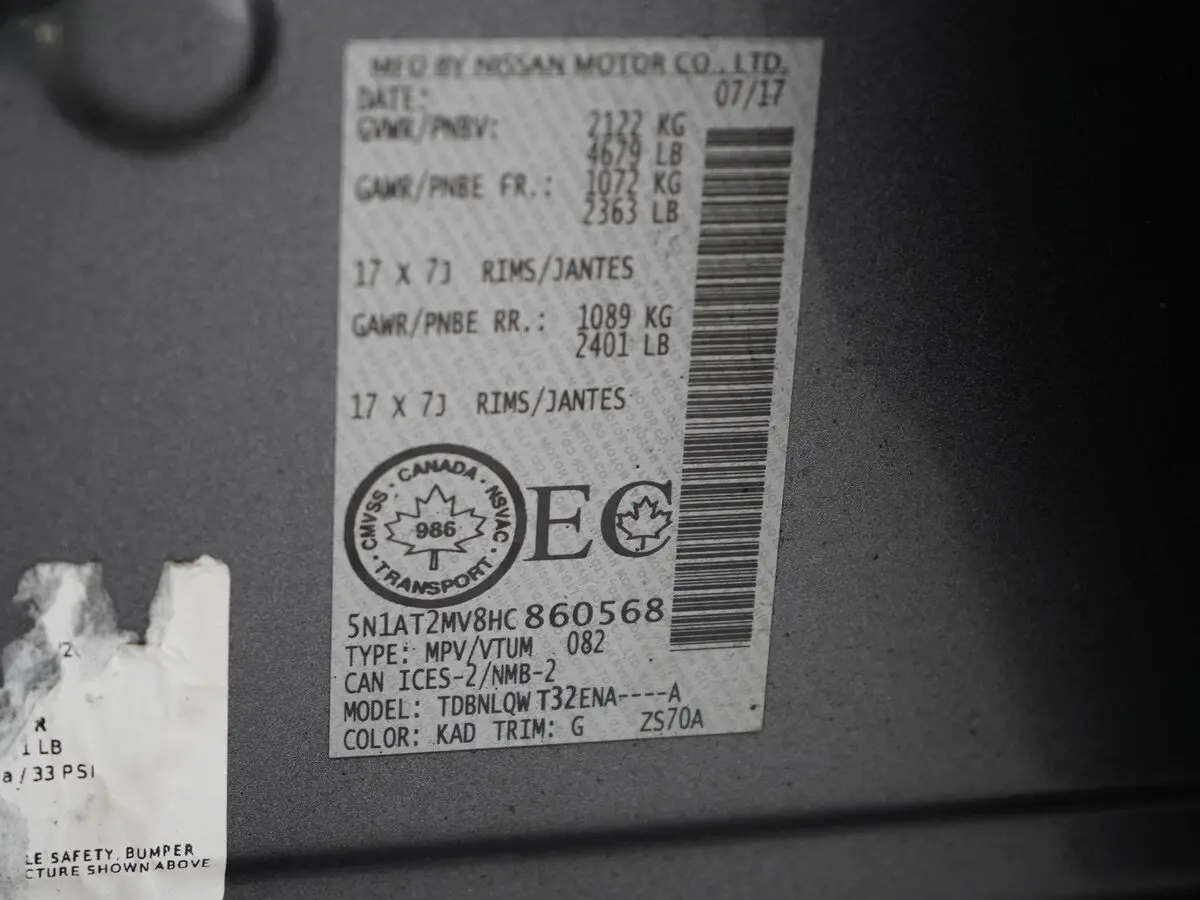 MFD BY NISSAN MOTOR CO., LTD.
DATE: 07/17
GVWR/PNBV: 2122 KG
4679 LB
GAWR/PNBE FR.: 1072 KG
2363 LB
17 X 7J RIMS/JANTES
GAWR/PNBE RR.: 1089 KG
2401 LB
17 X 7J RIMS/JANTES
CMVSS · CANADA · NSVAC · TRANSPORT ·
986
EC
5N1AT2MV8HC860568
TYPE: MPV/VTUM 082
CAN ICES-2/NMB-2
MODEL: TDBNLQW T32ENA----A
COLOR: KAD TRIM: G ZS70A
R
1 LB
a / 33 PSI
LE SAFETY, BUMPER
CTURE SHOWN ABOVE